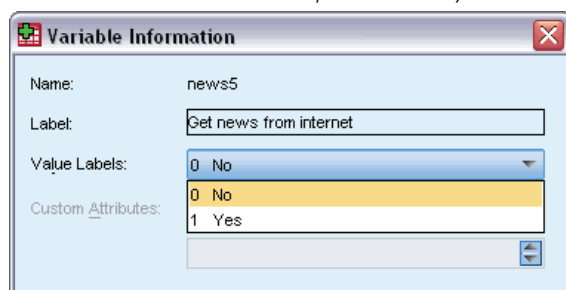 Variable Information
Name: news5
Label: Get news from internet
Value Labels: 0 No
0 No
Custom Attributes:
1 Yes